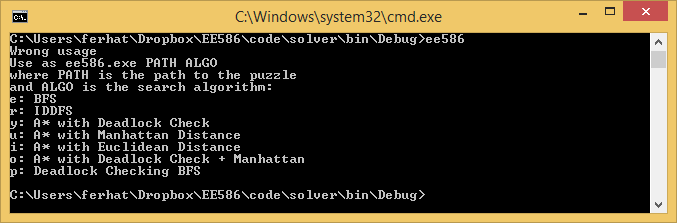 C:\Windows\system32\cmd.exe
C:\Users\ferhat\Dropbox\EE586\code\solver\bin\Debug>ee586
Wrong usage
Use as ee586.exe PATH ALGO
where PATH is the path to the puzzle
and ALGO is the search algorithm:
e: BFS
r: IDDFS
y: A* with Deadlock Check
u: A* with Manhattan Distance
i: A* with Euclidean Distance
o: A* with Deadlock Check + Manhattan
p: Deadlock Checking BFS
C:\Users\ferhat\Dropbox\EE586\code\solver\bin\Debug>